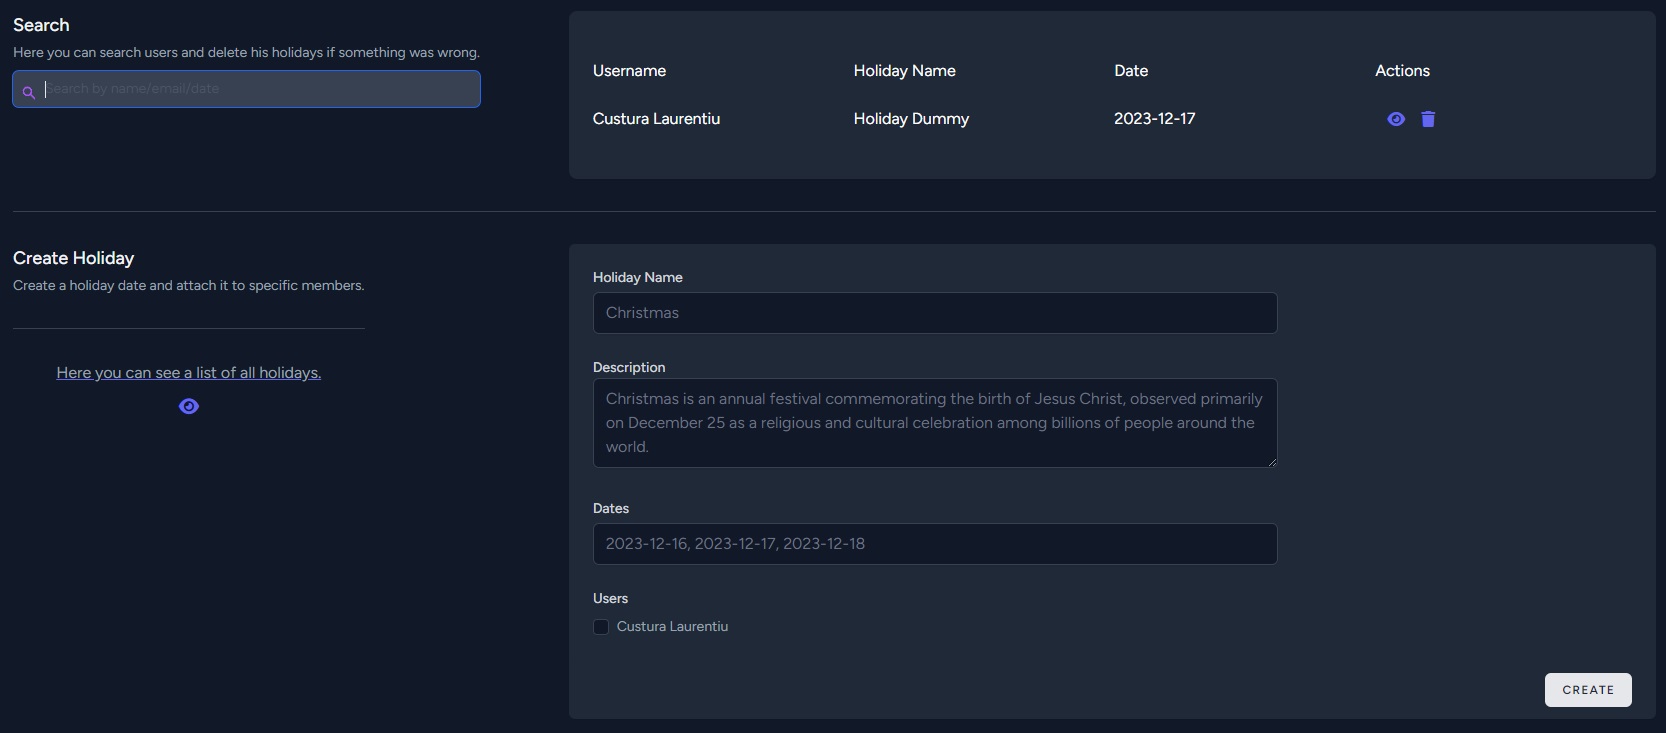 Search
Here you can search users and delete his holidays if something was wrong.
Search by name/email/date
Username Holiday Name Date Actions
Custura Laurentiu Holiday Dummy 2023-12-17
Create Holiday
Create a holiday date and attach it to specific members.
Here you can see a list of all holidays.
Holiday Name
Christmas
Description
Christmas is an annual festival commemorating the birth of Jesus Christ, observed primarily
on December 25 as a religious and cultural celebration among billions of people around the
world.
Dates
2023-12-16, 2023-12-17, 2023-12-18
Users
Custura Laurentiu
CREATE